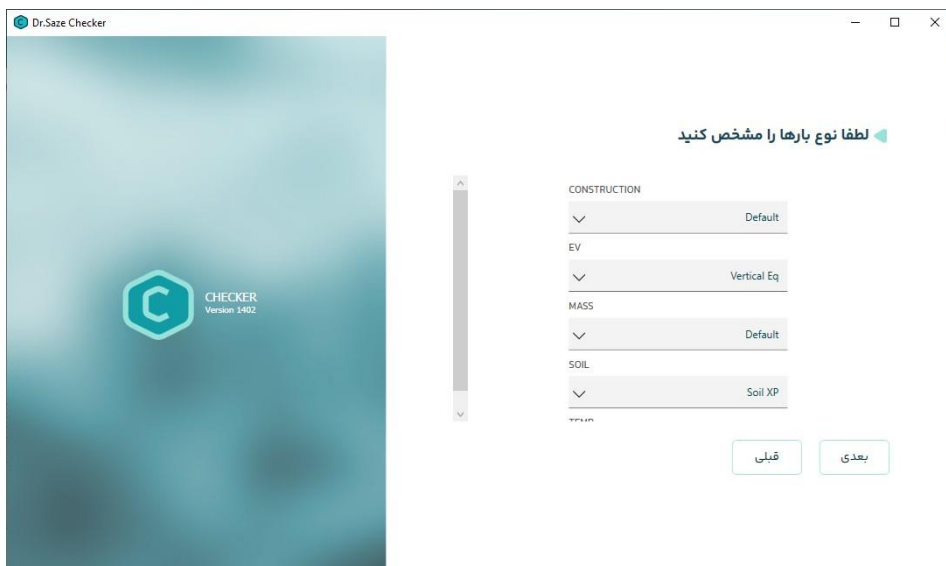 Dr.Saze Checker
CHECKER
Version 1402
لطفا نوع بارها را مشخص کنید
CONSTRUCTION
Default
EV
Vertical Eq
MASS
Default
SOIL
Soil XP
TEMP
بعدی
قبلی